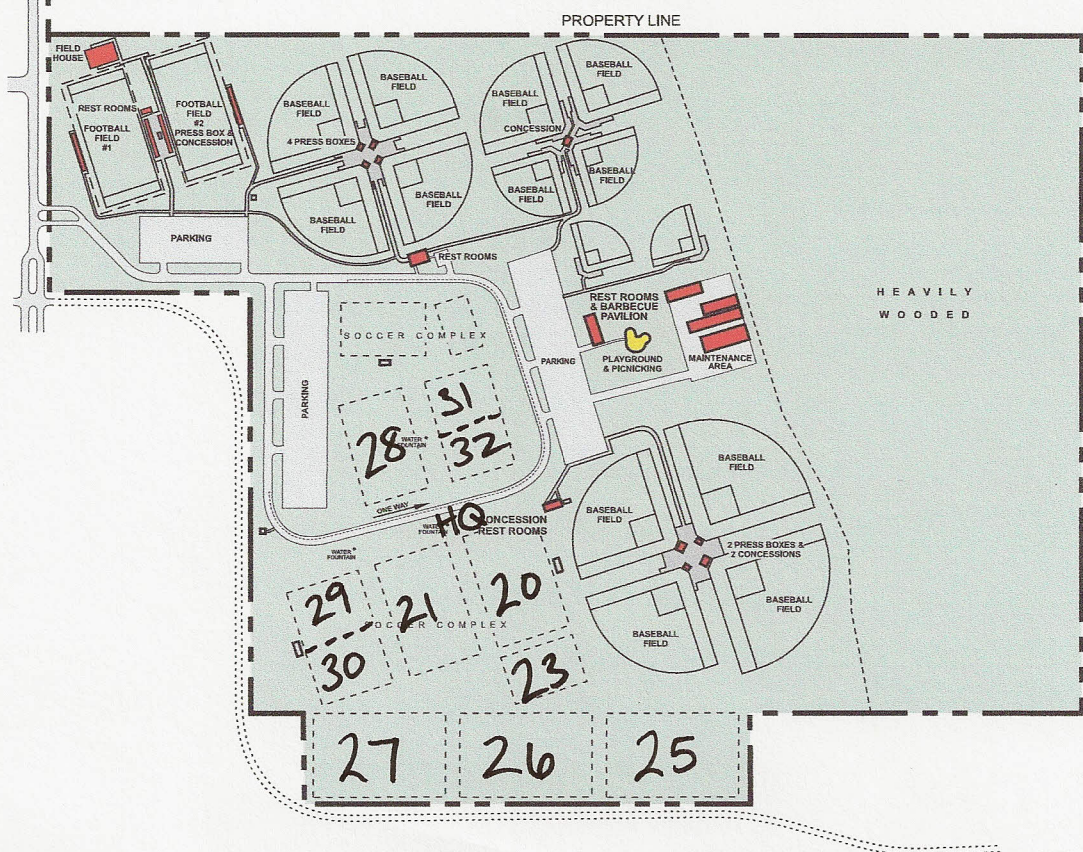 PROPERTY LINE
FIELD
HOUSE
REST ROOMS
FOOTBALL
FIELD
#1
FOOTBALL
FIELD
#2
PRESS BOX &
CONCESSION
BASEBALL
FIELD
BASEBALL
FIELD
4 PRESS BOXES
BASEBALL
FIELD
BASEBALL
FIELD
BASEBALL
FIELD
BASEBALL
FIELD
CONCESSION
BASEBALL
FIELD
BASEBALL
FIELD
PARKING
REST ROOMS
HEAVILY
WOODED
REST ROOMS
& BARBECUE
PAVILION
SOCCER COMPLEX
PARKING
PLAYGROUND
& PICNICKING
MAINTENANCE
AREA
PARKING
31
32
28
WATER
FOUNTAIN
ONE WAY
HQ
WATER
FOUNTAIN
CONCESSION
REST ROOMS
WATER
FOUNTAIN
BASEBALL
FIELD
BASEBALL
FIELD
2 PRESS BOXES &
2 CONCESSIONS
BASEBALL
FIELD
BASEBALL
FIELD
29
21
20
SOCCER COMPLEX
30
23
27
26
25